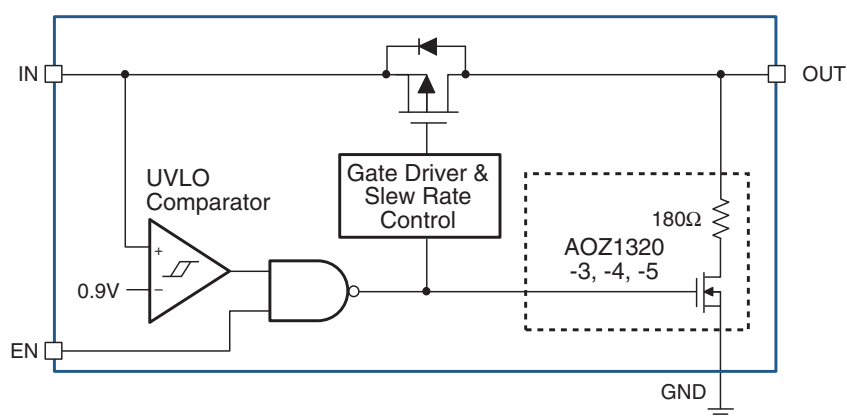 IN
OUT
UVLO
Comparator
Gate Driver &
Slew Rate
Control
180Ω
AOZ1320
-3, -4, -5
+
0.9V
−
EN
GND